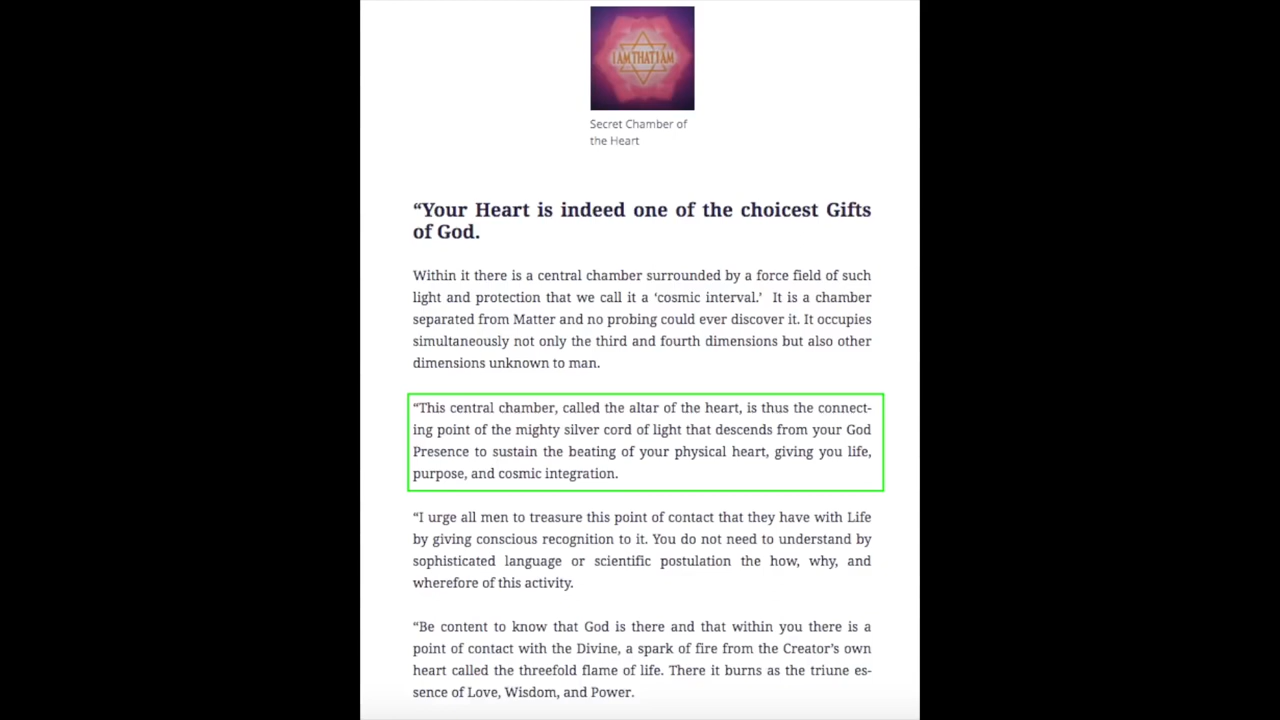 I AM THAT I AM
Secret Chamber of
the Heart
“Your Heart is indeed one of the choicest Gifts
of God.
Within it there is a central chamber surrounded by a force field of such
light and protection that we call it a ‘cosmic interval.’  It is a chamber
separated from Matter and no probing could ever discover it. It occupies
simultaneously not only the third and fourth dimensions but also other
dimensions unknown to man.
“This central chamber, called the altar of the heart, is thus the connect-
ing point of the mighty silver cord of light that descends from your God
Presence to sustain the beating of your physical heart, giving you life,
purpose, and cosmic integration.
“I urge all men to treasure this point of contact that they have with Life
by giving conscious recognition to it. You do not need to understand by
sophisticated language or scientific postulation the how, why, and
wherefore of this activity.
“Be content to know that God is there and that within you there is a
point of contact with the Divine, a spark of fire from the Creator’s own
heart called the threefold flame of life. There it burns as the triune es-
sence of Love, Wisdom, and Power.